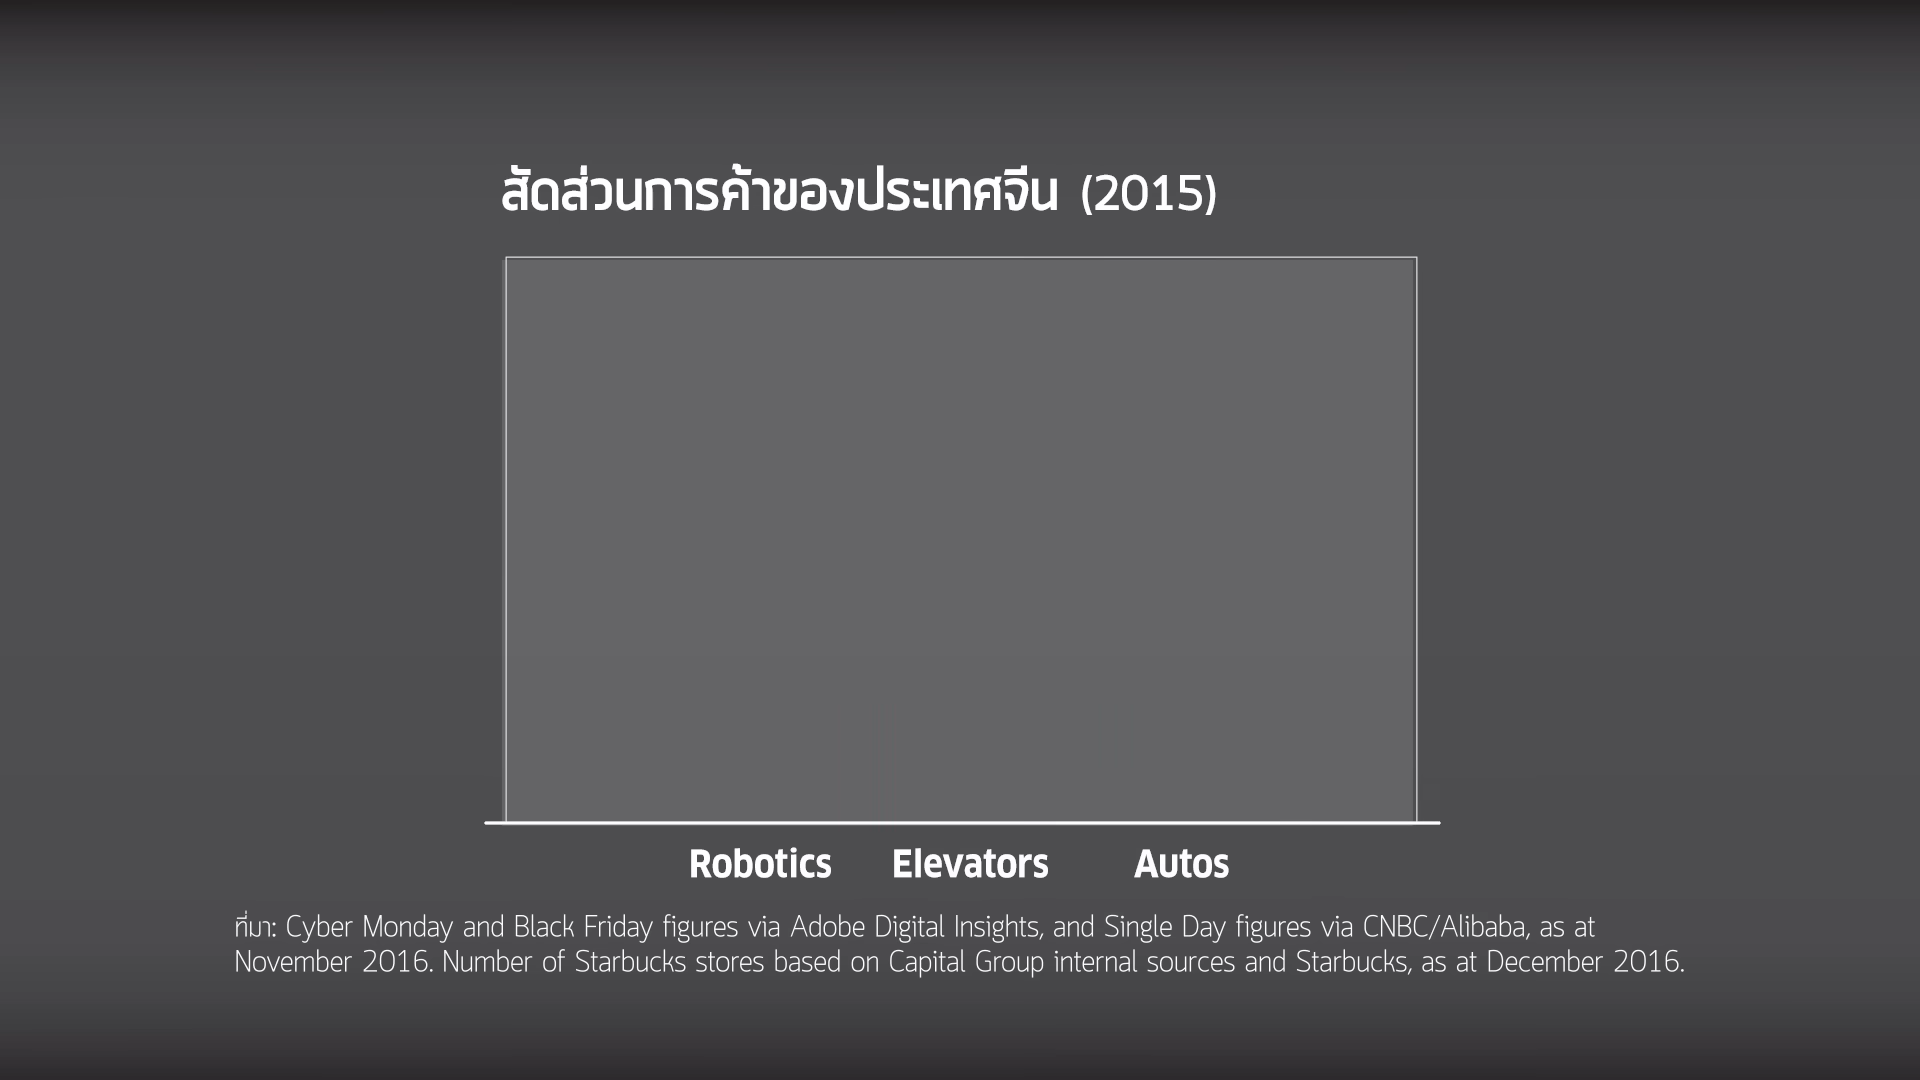 สัดส่วนการค้าของประเทศจีน (2015)
Robotics Elevators Autos
ที่มา: Cyber Monday and Black Friday figures via Adobe Digital Insights, and Single Day figures via CNBC/Alibaba, as at
November 2016. Number of Starbucks stores based on Capital Group internal sources and Starbucks, as at December 2016.